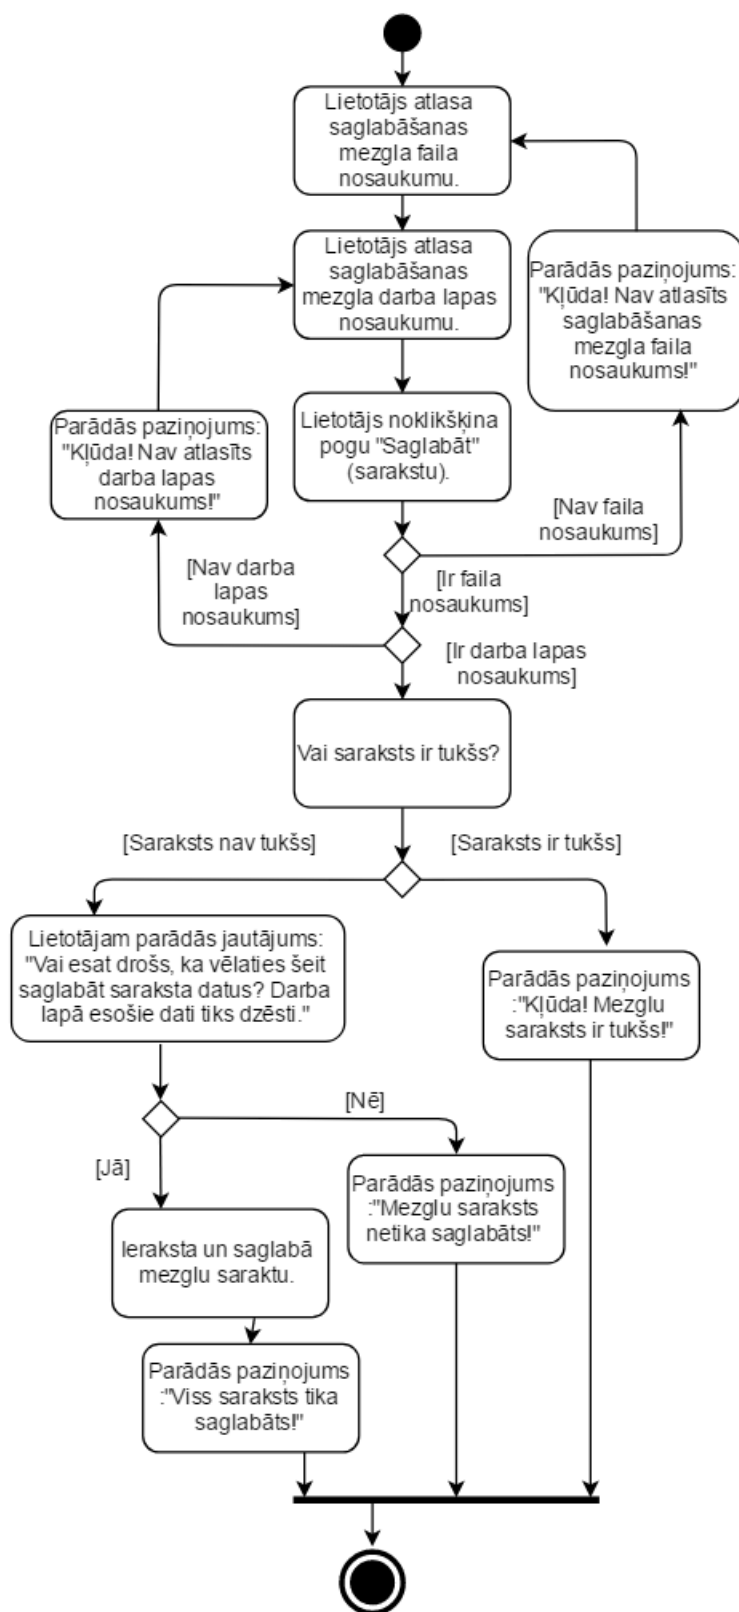 Lietotājs atlasa
saglabāšanas
mezgla faila
nosaukumu.
Lietotājs atlasa
saglabāšanas
mezgla darba lapas
nosaukumu.
Parādās paziņojums:
"Kļūda! Nav atlasīts
saglabāšanas
mezgla faila
nosaukums!"
Lietotājs noklikšķina
pogu "Saglabāt"
(sarakstu).
Parādās paziņojums:
"Kļūda! Nav atlasīts
darba lapas
nosaukums!"
[Nav faila
nosaukums]
[Nav darba
lapas
nosaukums]
[Ir faila
nosaukums]
[Ir darba lapas
nosaukums]
Vai saraksts ir tukšs?
[Saraksts nav tukšs]
[Saraksts ir tukšs]
Lietotājam parādās jautājums:
"Vai esat drošs, ka vēlaties šeit
saglabāt saraksta datus? Darba
lapā esošie dati tiks dzēsti."
Parādās paziņojums
:"Kļūda! Mezglu
saraksts ir tukšs!"
[Nē]
[Jā]
Parādās paziņojums
:"Mezglu saraksts
netika saglabāts!"
Ieraksta un saglabā
mezglu saraktu.
Parādās paziņojums
:"Viss saraksts tika
saglabāts!"